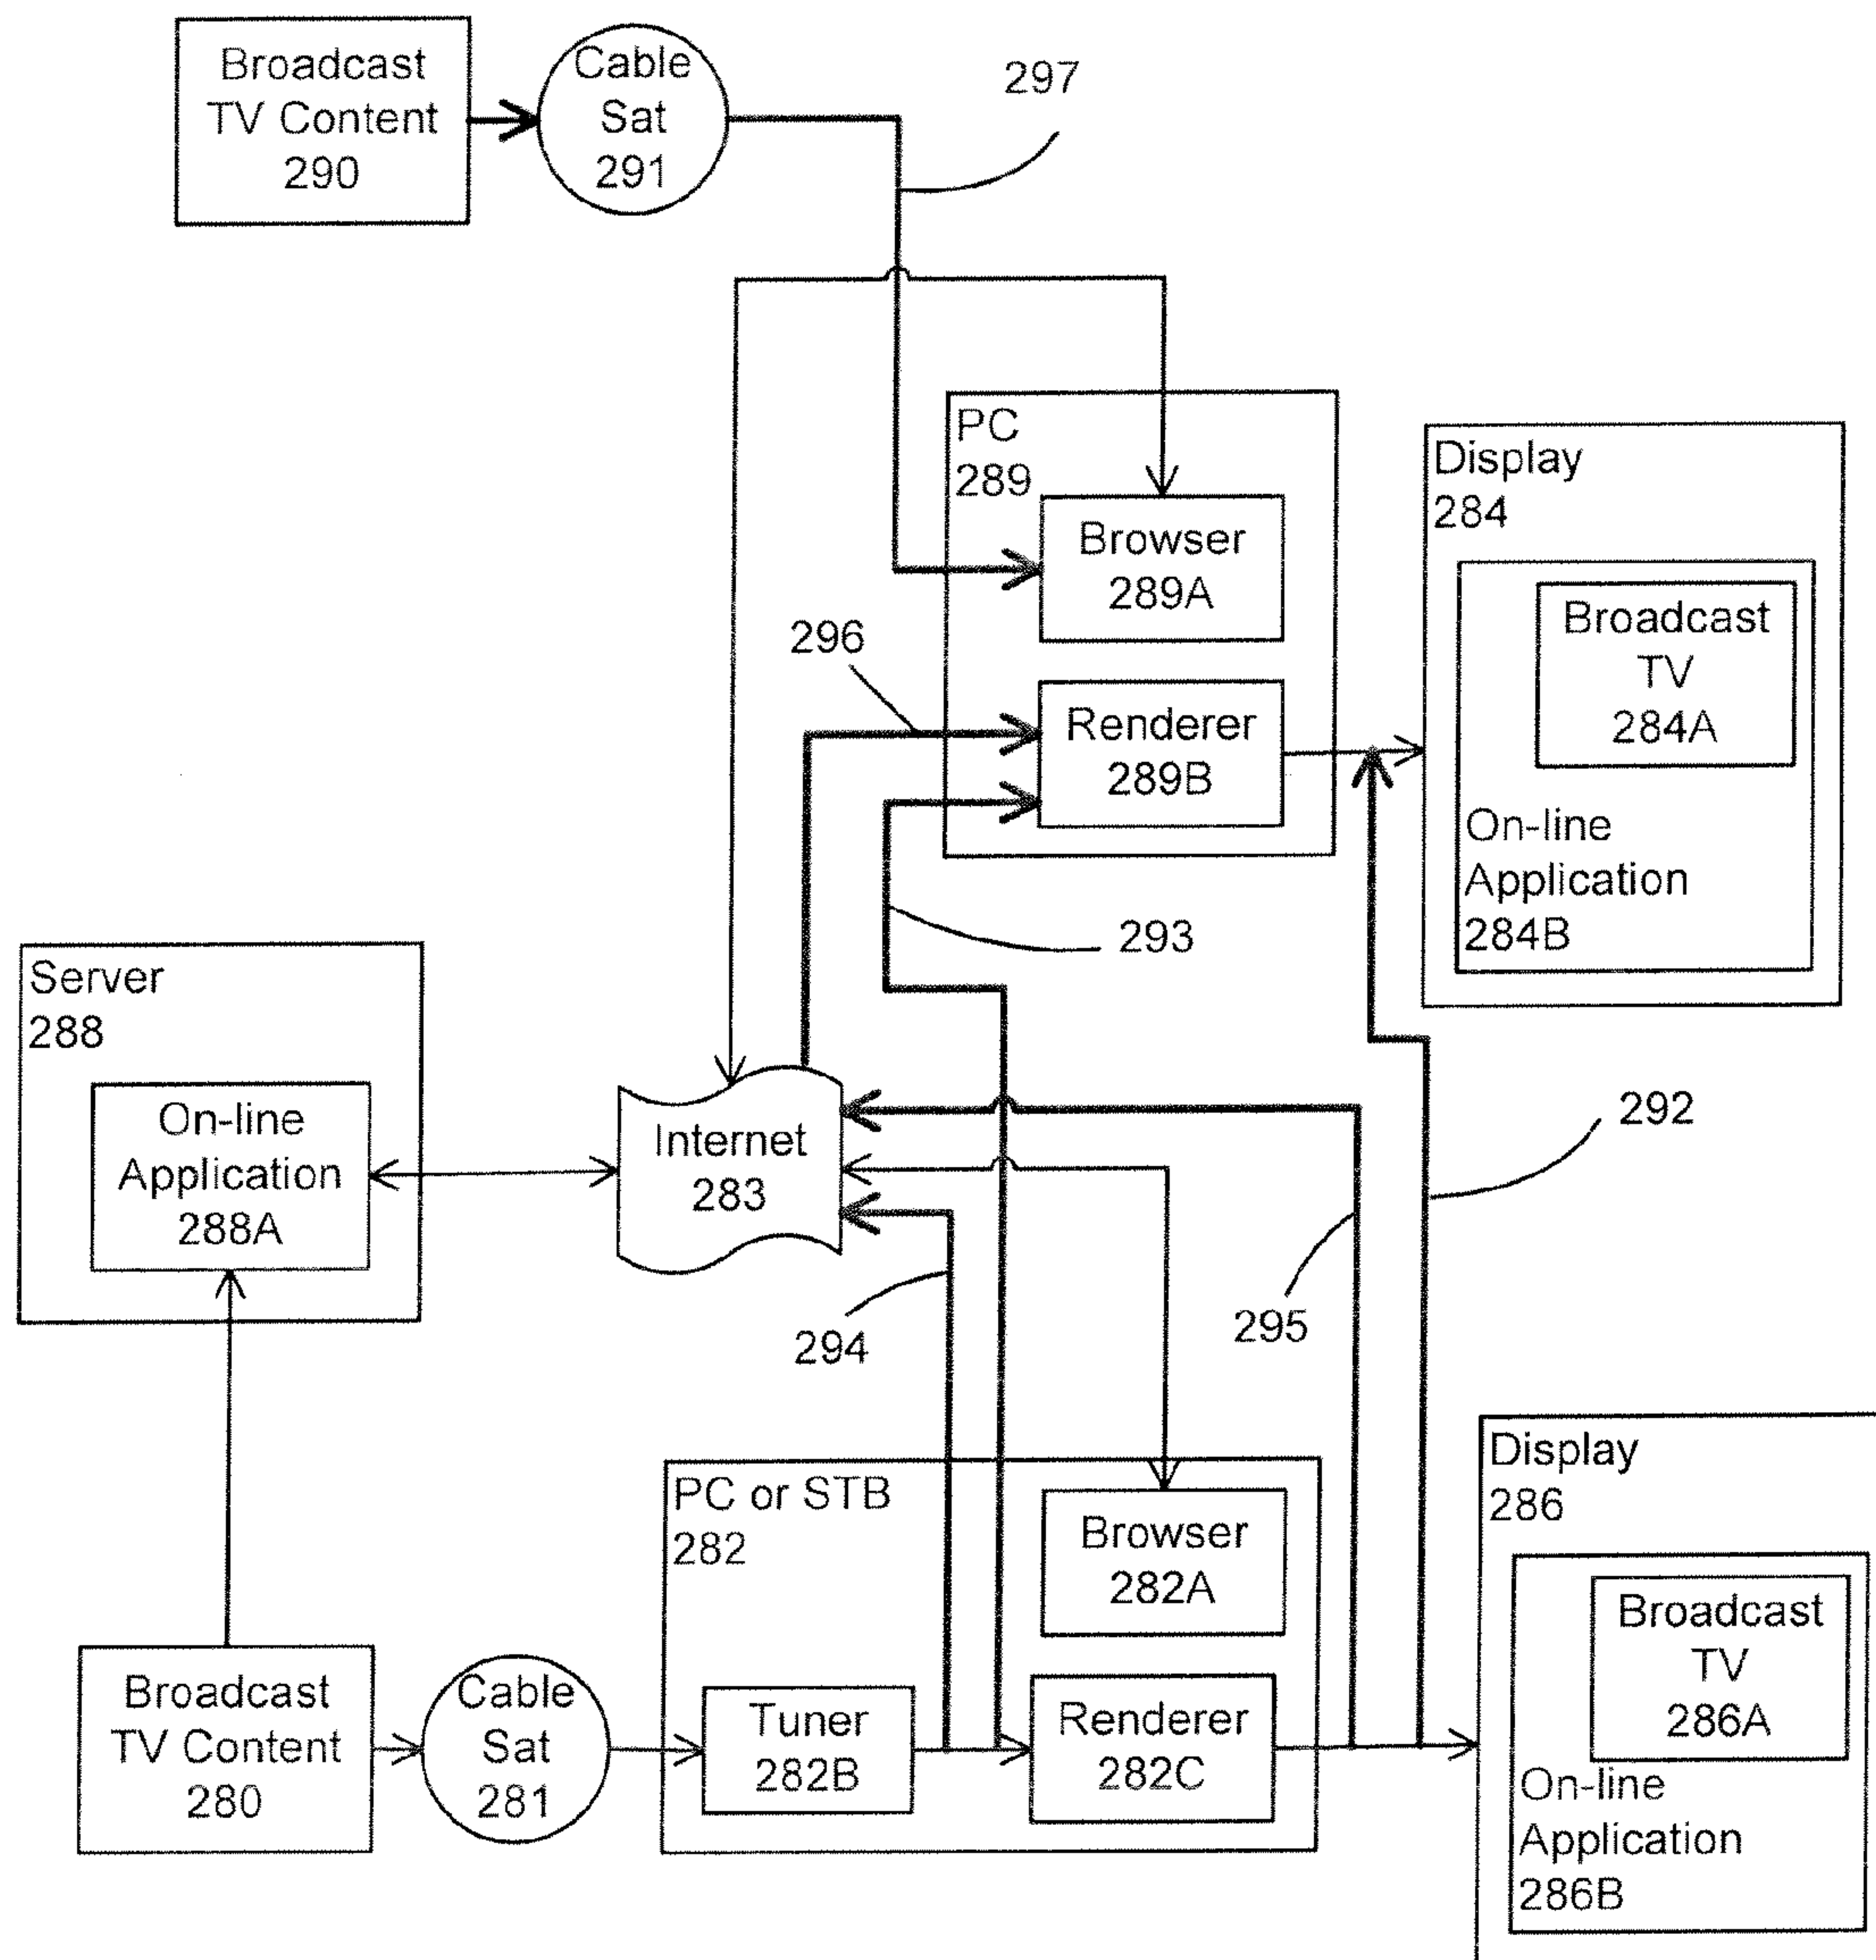 Broadcast
TV Content
290
Cable
Sat
291
297
PC
289
Browser
289A
Display
284
Broadcast
TV
284A
296
Renderer
289B
On-line
Application
284B
293
Server
288
On-line
Application
288A
Internet
283
292
294
295
PC or STB
282
Browser
282A
Display
286
Broadcast
TV
286A
Broadcast
TV Content
280
Cable
Sat
281
Tuner
282B
Renderer
282C
On-line
Application
286B